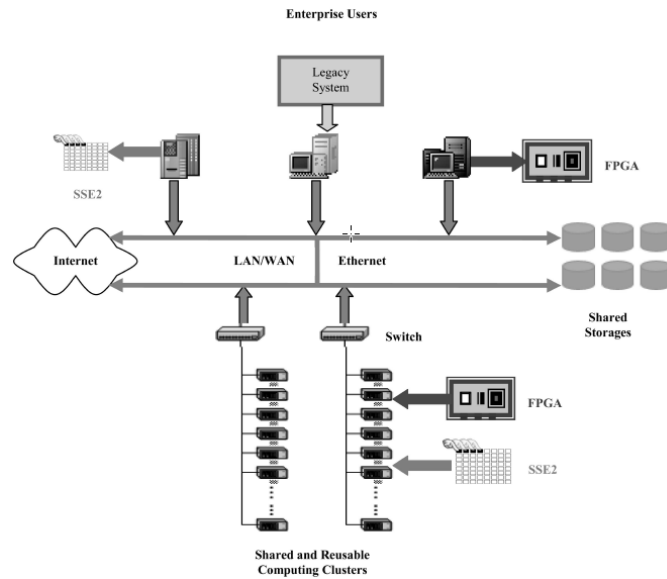 Enterprise Users
Legacy
System
SSE2
FPGA
Internet
LAN/WAN
Ethernet
Shared
Storages
Switch
FPGA
SSE2
Shared and Reusable
Computing Clusters